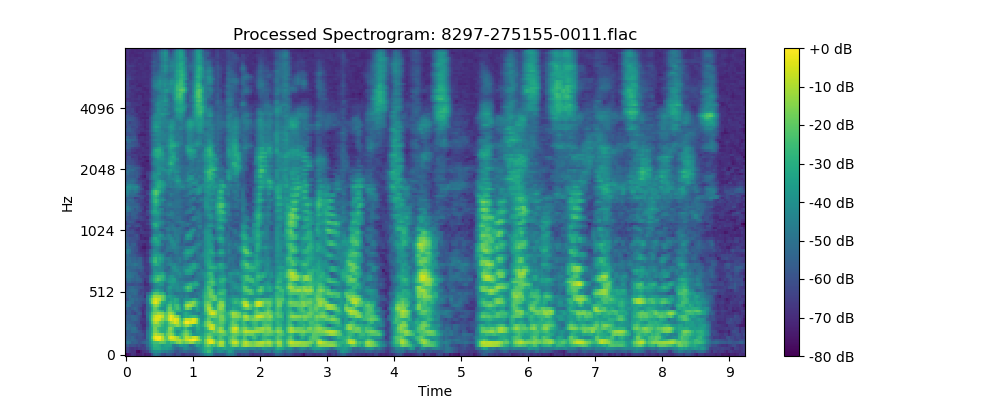 Processed Spectrogram: 8297-275155-0011.flac
Hz
4096
2048
1024
512
0
0 1 2 3 4 5 6 7 8 9
Time
+0 dB
-10 dB
-20 dB
-30 dB
-40 dB
-50 dB
-60 dB
-70 dB
-80 dB